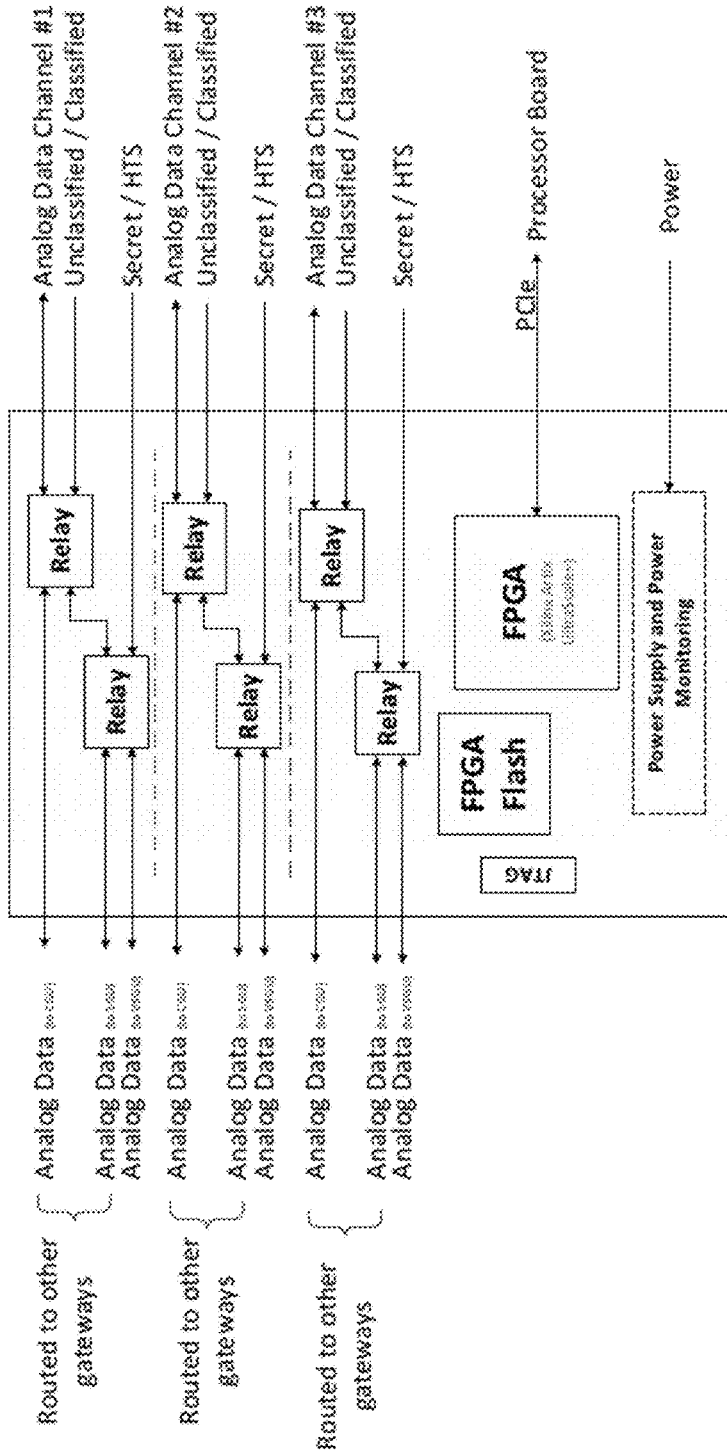 Routed to other
gateways
Analog Data
Analog Data
Analog Data
Relay
Relay
Analog Data Channel #1
Unclassified / Classified
Secret / HTS
Routed to other
gateways
Analog Data
Analog Data
Analog Data
Relay
Relay
Analog Data Channel #2
Unclassified / Classified
Secret / HTS
Routed to other
gateways
Analog Data
Analog Data
Analog Data
Relay
Relay
Analog Data Channel #3
Unclassified / Classified
Secret / HTS
JTAG
FPGA
Flash
FPGA
PCIe
Processor Board
Power Supply and Power
Monitoring
Power